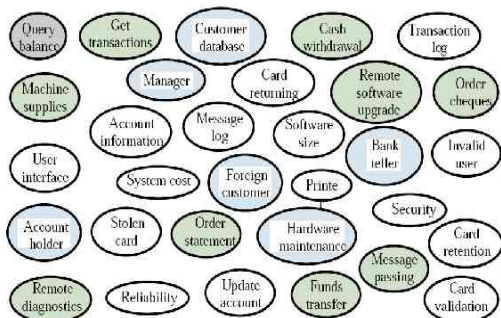 Query
balance
Get
transactions
Customer
database
Cash
withdrawal
Transaction
log
Machine
supplies
Manager
Card
returning
Remote
software
upgrade
Order
cheques
Account
information
Message
log
Software
size
Bank
teller
Invalid
user
User
interface
System cost
Foreign
customer
Printe
Security
Account
holder
Stolen
card
Order
statement
Hardware
maintenance
Card
retention
Message
passing
Remote
diagnostics
Reliability
Update
account
Funds
transfer
Card
validation